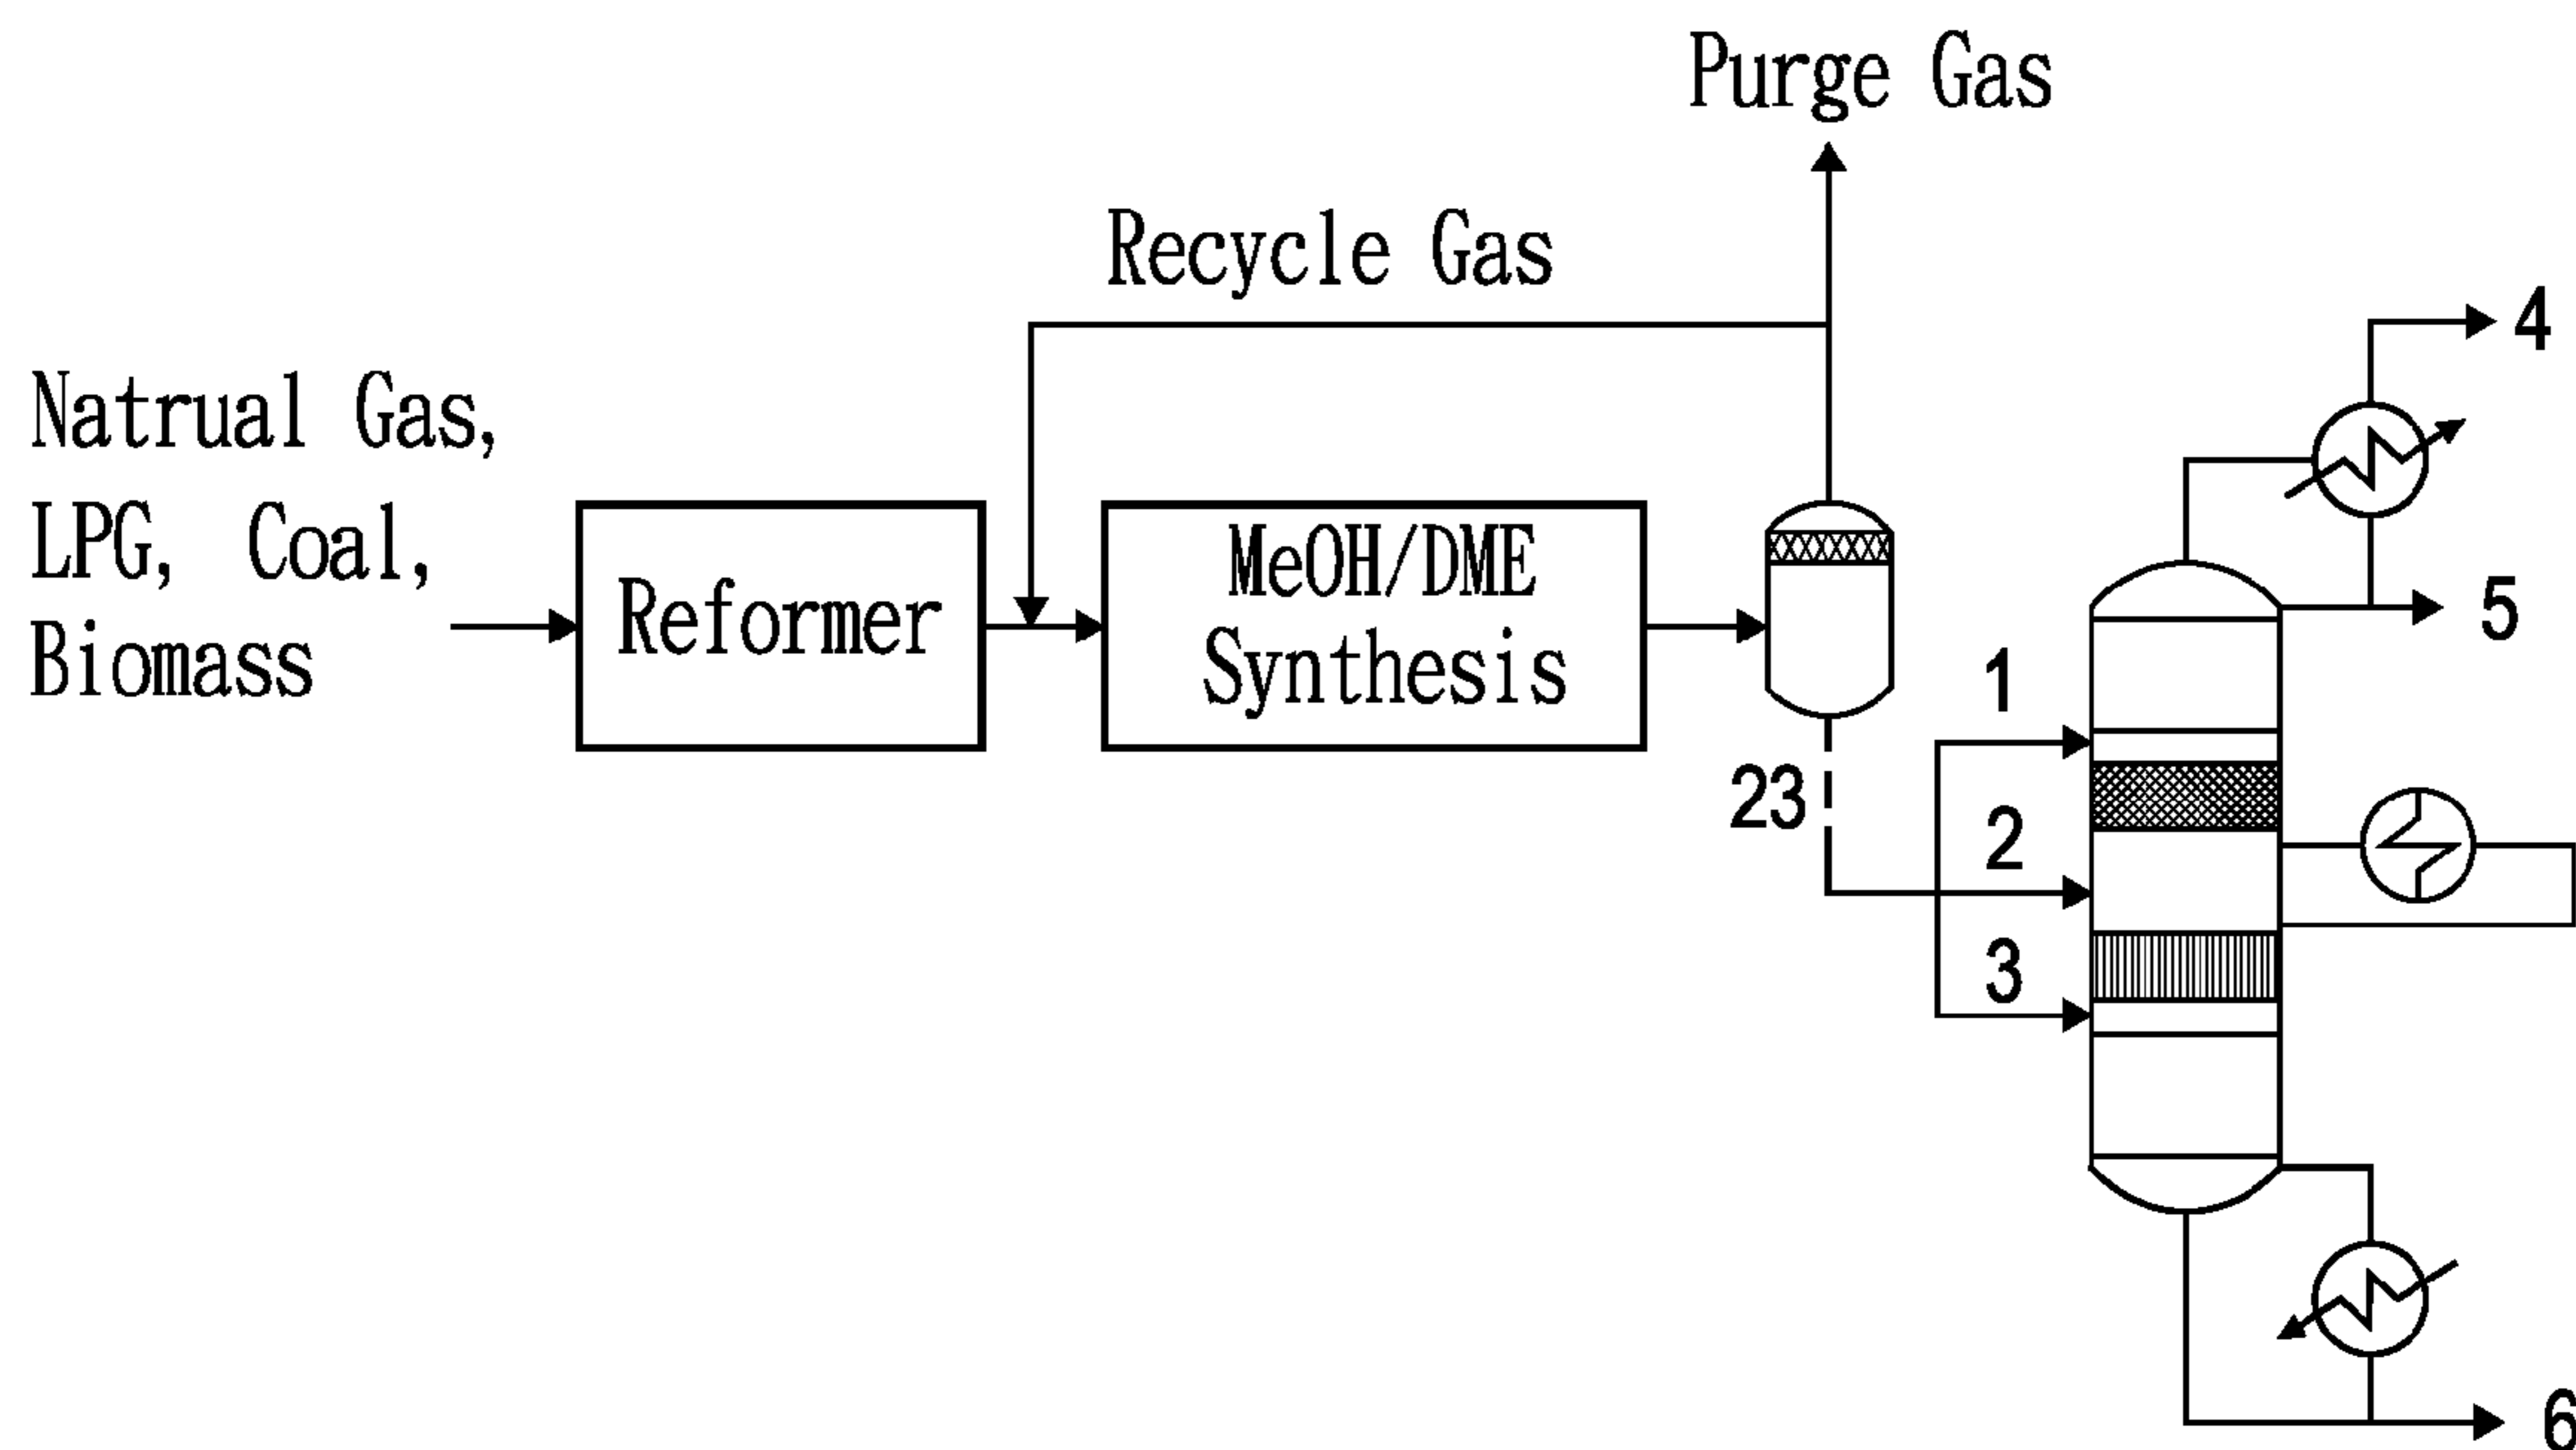 Purge Gas
Recycle Gas
Natrual Gas,
LPG, Coal,
Biomass
Reformer
MeOH/DME
Synthesis
23
1
2
3
4
5
6